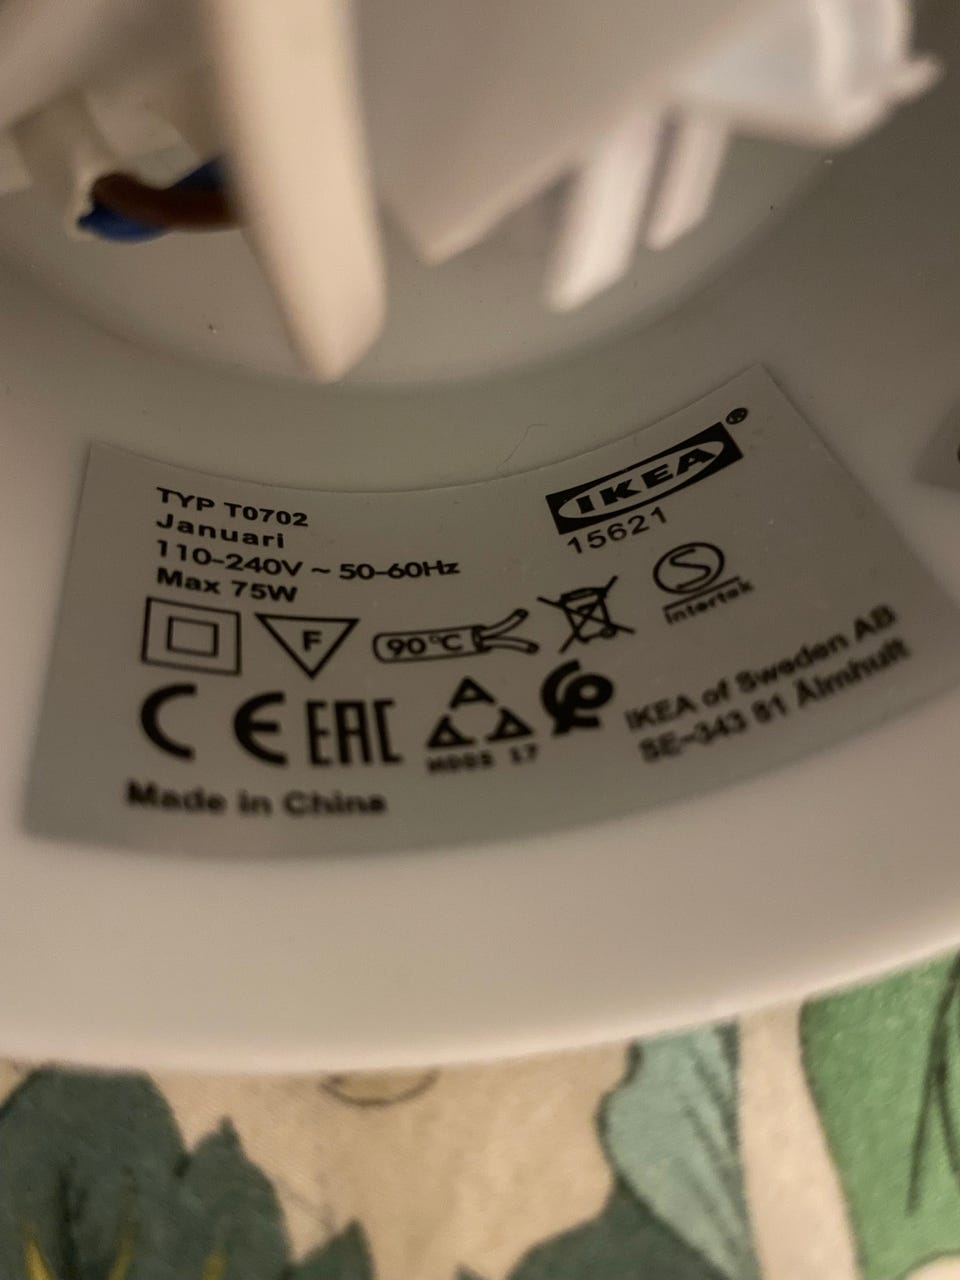 TYP T0702
Januari
110-240V ~ 50-60Hz
Max 75W
IKEA®
15621
F
90°C
S
Intertek
CE EAC
Made in China
IKEA of Sweden AB
SE-343 81 Älmhult